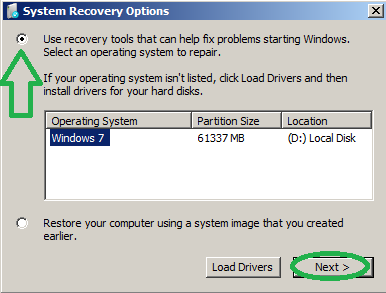 System Recovery Options
Use recovery tools that can help fix problems starting Windows.
Select an operating system to repair.
If your operating system isn't listed, click Load Drivers and then
install drivers for your hard disks.
Operating System Partition Size Location
Windows 7 61337 MB (D:) Local Disk
Restore your computer using a system image that you created
earlier.
Load Drivers Next >